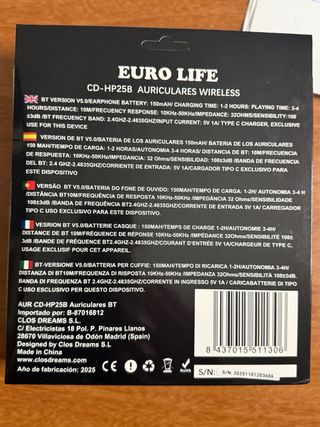 EURO LIFE
CD-HP25B AURICULARES WIRELESS
BT VERSION V5.0/EARPHONE BATTERY: 150mAH/ CHARGING TIME: 1-2 HOURS; PLAYING TIME: 3-4
HOURS/DISTANCE: 10M/FREQUENCY RESPONSE: 10KHz-50KHz/IMPEDANCE: 32OHMS/SENSIBILITY:108
±3dB /BT FRECUENCY BAND: 2.4GHZ-2.4835GHZ/INPUT CURRENT: 5V 1A/ TYPE C CHARGER, EXCLUSIVE
USE FOR THIS DEVICE
VERSION DE BT V5.0/BATERIA DE LOS AURICULARES 150mAH/ BATERIA DE LOS AURICULARES
150 MAH/TIEMPO DE CARGA: 1-2 HORAS/AUTONOMIA 3-4 HORAS/ DISTANCIA BT: 10M/FRECUENCIA
DE RESPUESTA: 10KHz-50KHz/IMPEDANCIA: 32 Ohms/SENSIBILIDAD: 108±3dB /BANDA DE FRECUENCIA
DEL BT: 2.4GHZ-2.4835GHZ/CORRIENTE DE ENTRADA: 5V 1A/CARGADOR TIPO C, USO EXCLUSIVO
PARA ESTE DISPOSITIVO
VERSÃO BT V5.0/BATERIA DO FONE DE OUVIDO: 150MAH/TEMPO DE CARGA: 1-2H/AUTONOMIA 3-4 H
/DISTÂNCIA BT10M/FREQUÊNCIA DE RESPOSTA 10KHz-50KHz/IMPEDÂNCIA 32 Ohms/SENSIBILIDADE
108±3dB/BANDA DE FREQUÊNCIA BT2.4GHZ-2.4835GHZ/CORRENTE DE ENTRADA 5V 1A/CARREGADOR
TIPO C USO EXCLUSIVO PARA ESTE DISPOSITIVO
VERSION BT V5.0/BATTERIE CASQUE: 150MAH/TEMPS DE CHARGE 1-2H/AUTONOMIE 3-4H/
DISTANCE DE BT 10M/FRÉQUENCE DE RÉPONSE 10KHz-50KHz/IMPÉDANCE 32OHMS/SENSIBILITÉ 108±
3dB /BANDE DE FRÉQUENCE BT2.4GHZ-2.4835GHZ/COURANT D'ENTRÉE 5V 1A/CHARGEUR DE TYPE C,
USAGE EXCLUSIF POUR CET APPAREIL.
BT-VERSIONE V5.0/BATTERIA PER CUFFIE: 150MAH/TEMPO DI RICARICA 1-2H/AUTONOMIA 3-4H/
DISTANZA DI BT10M/FREQUENZA DI RISPOSTA 10KHz-50KHz/IMPEDANZA 32OHMS/SENSIBILITÀ 108±3dB/
BANDA DI FREQUENZA BT 2.4GHZ-2.4835GHZ/CORRENTE DI INGRESSO 5V 1A / CARICABATTERIE DI TIPO
C USO ESCLUSIVO PER QUESTO DISPOSITIVO.
AUR CD-HP25B Auriculares BT
Importado por: B-87016812
CLOS DREAMS S.L.
C/ Electricistas 18 Pol. P. Pinares Llanos
28670 Villaviciosa de Odón Madrid (Spain)
Designed by Clos Dreams S.L
Made in China
Año de fabricación: 2025
CE
8 437015 511306
S/N: S/N: 20251101203606